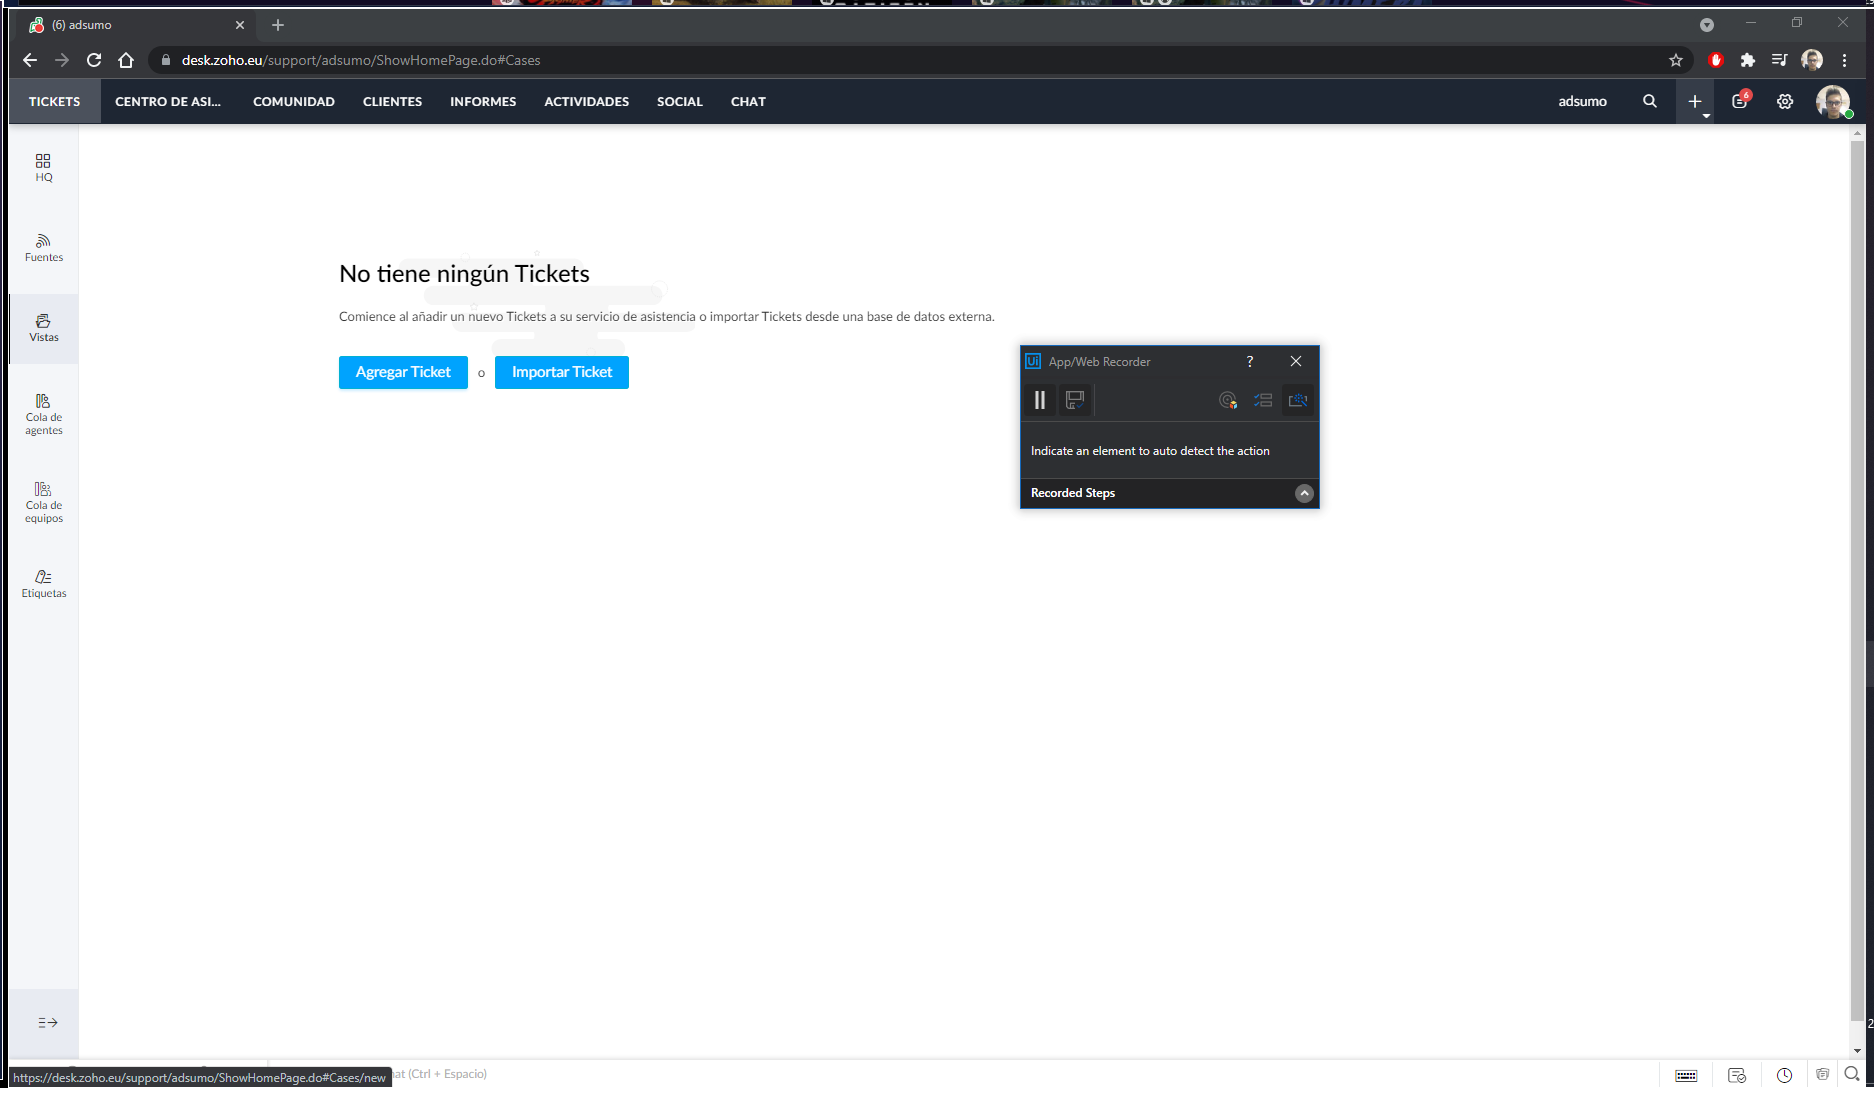 (6) adsumo
desk.zoho.eu/support/adsumo/ShowHomePage.do#Cases
TICKETS CENTRO DE ASI... COMUNIDAD CLIENTES INFORMES ACTIVIDADES SOCIAL CHAT adsumo 6
HQ
Fuentes
Vistas
Cola de
agentes
Cola de
equipos
Etiquetas
No tiene ningún Tickets
Comience al añadir un nuevo Tickets a su servicio de asistencia o importar Tickets desde una base de datos externa.
Agregar Ticket o Importar Ticket
Ui App/Web Recorder ?
Indicate an element to auto detect the action
Recorded Steps
https://desk.zoho.eu/support/adsumo/ShowHomePage.do#Cases/new
(Ctrl + Espacio)